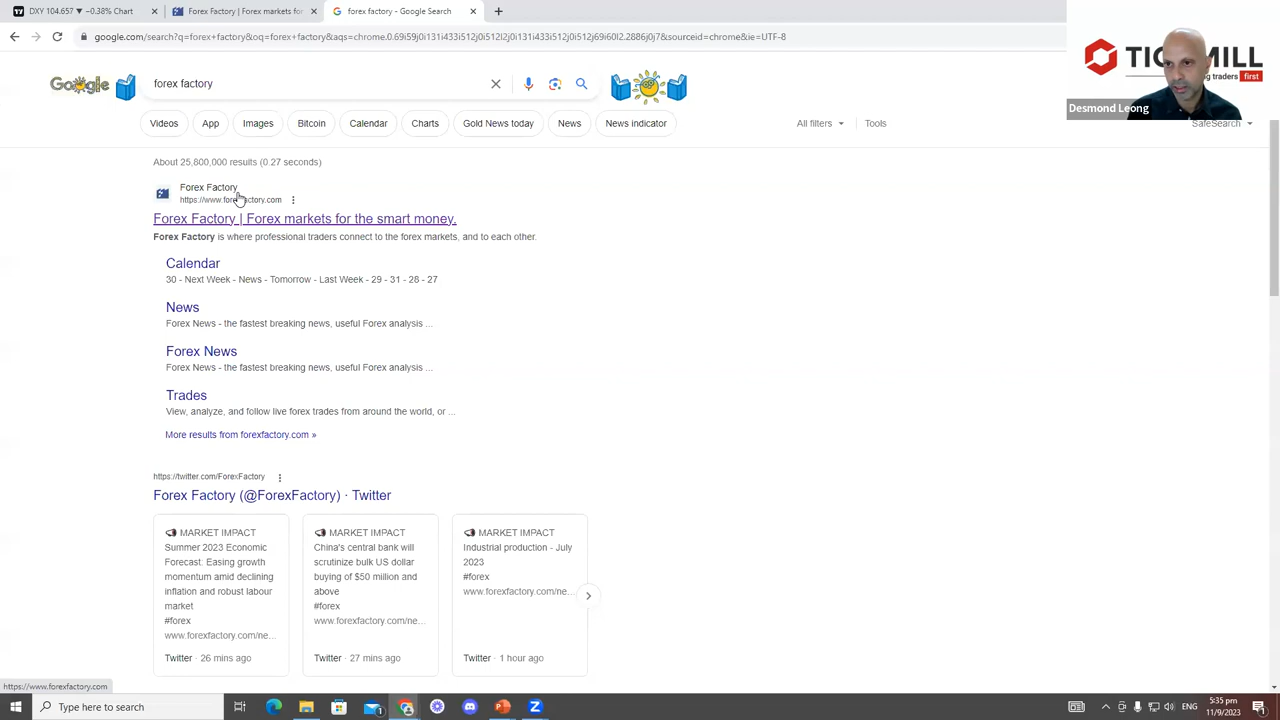 DXY 104.657 ▼ −0.38% Chart
Forex Factory | Forex markets for
forex factory - Google Search
google.com/search?q=forex+factory&oq=forex+factory&aqs=chrome.0.69i59j0i131i433i512j0i512l2j0i131i433i512j69i60l2.2886j0j7&sourceid=chrome&ie=UTF-8
Google
forex factory
TIC MILL
ng traders first
Desmond Leong
Videos
App
Images
Bitcoin
Calendar
Charts
Gold News today
News
News indicator
All filters
Tools
SafeSearch
About 25,800,000 results (0.27 seconds)
Forex Factory
https://www.forexfactory.com
Forex Factory | Forex markets for the smart money.
Forex Factory is where professional traders connect to the forex markets, and to each other.
Calendar
30 - Next Week - News - Tomorrow - Last Week - 29 - 31 - 28 - 27
News
Forex News - the fastest breaking news, useful Forex analysis ...
Forex News
Forex News - the fastest breaking news, useful Forex analysis ...
Trades
View, analyze, and follow live forex trades from around the world, or ...
More results from forexfactory.com »
https://twitter.com/ForexFactory
Forex Factory (@ForexFactory) · Twitter
MARKET IMPACT
Summer 2023 Economic
Forecast: Easing growth
momentum amid declining
inflation and robust labour
market
#forex
www.forexfactory.com/ne...
Twitter · 26 mins ago
MARKET IMPACT
China's central bank will
scrutinize bulk US dollar
buying of $50 million and
above
#forex
www.forexfactory.com/ne...
Twitter · 27 mins ago
MARKET IMPACT
Industrial production - July
2023
#forex
www.forexfactory.com/ne...
Twitter · 1 hour ago
https://www.forexfactory.com
Type here to search
5:35 pm
11/9/2023